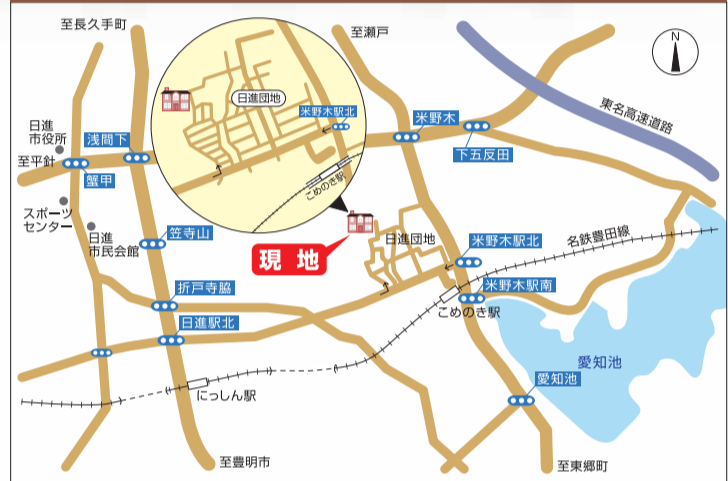 至長久手町
至瀬戸
N
東名高速道路
日進団地
米野木駅北
こめのき駅
米野木
下五反田
日進
市役所
浅間下
至平針
蟹甲
スポーツ
センター
日進
市民会館
笠寺山
現地
日進団地
米野木駅北
名鉄豊田線
米野木駅南
こめのき駅
折戸寺脇
日進駅北
愛知池
愛知池
にっしん駅
至豊明市
至東郷町